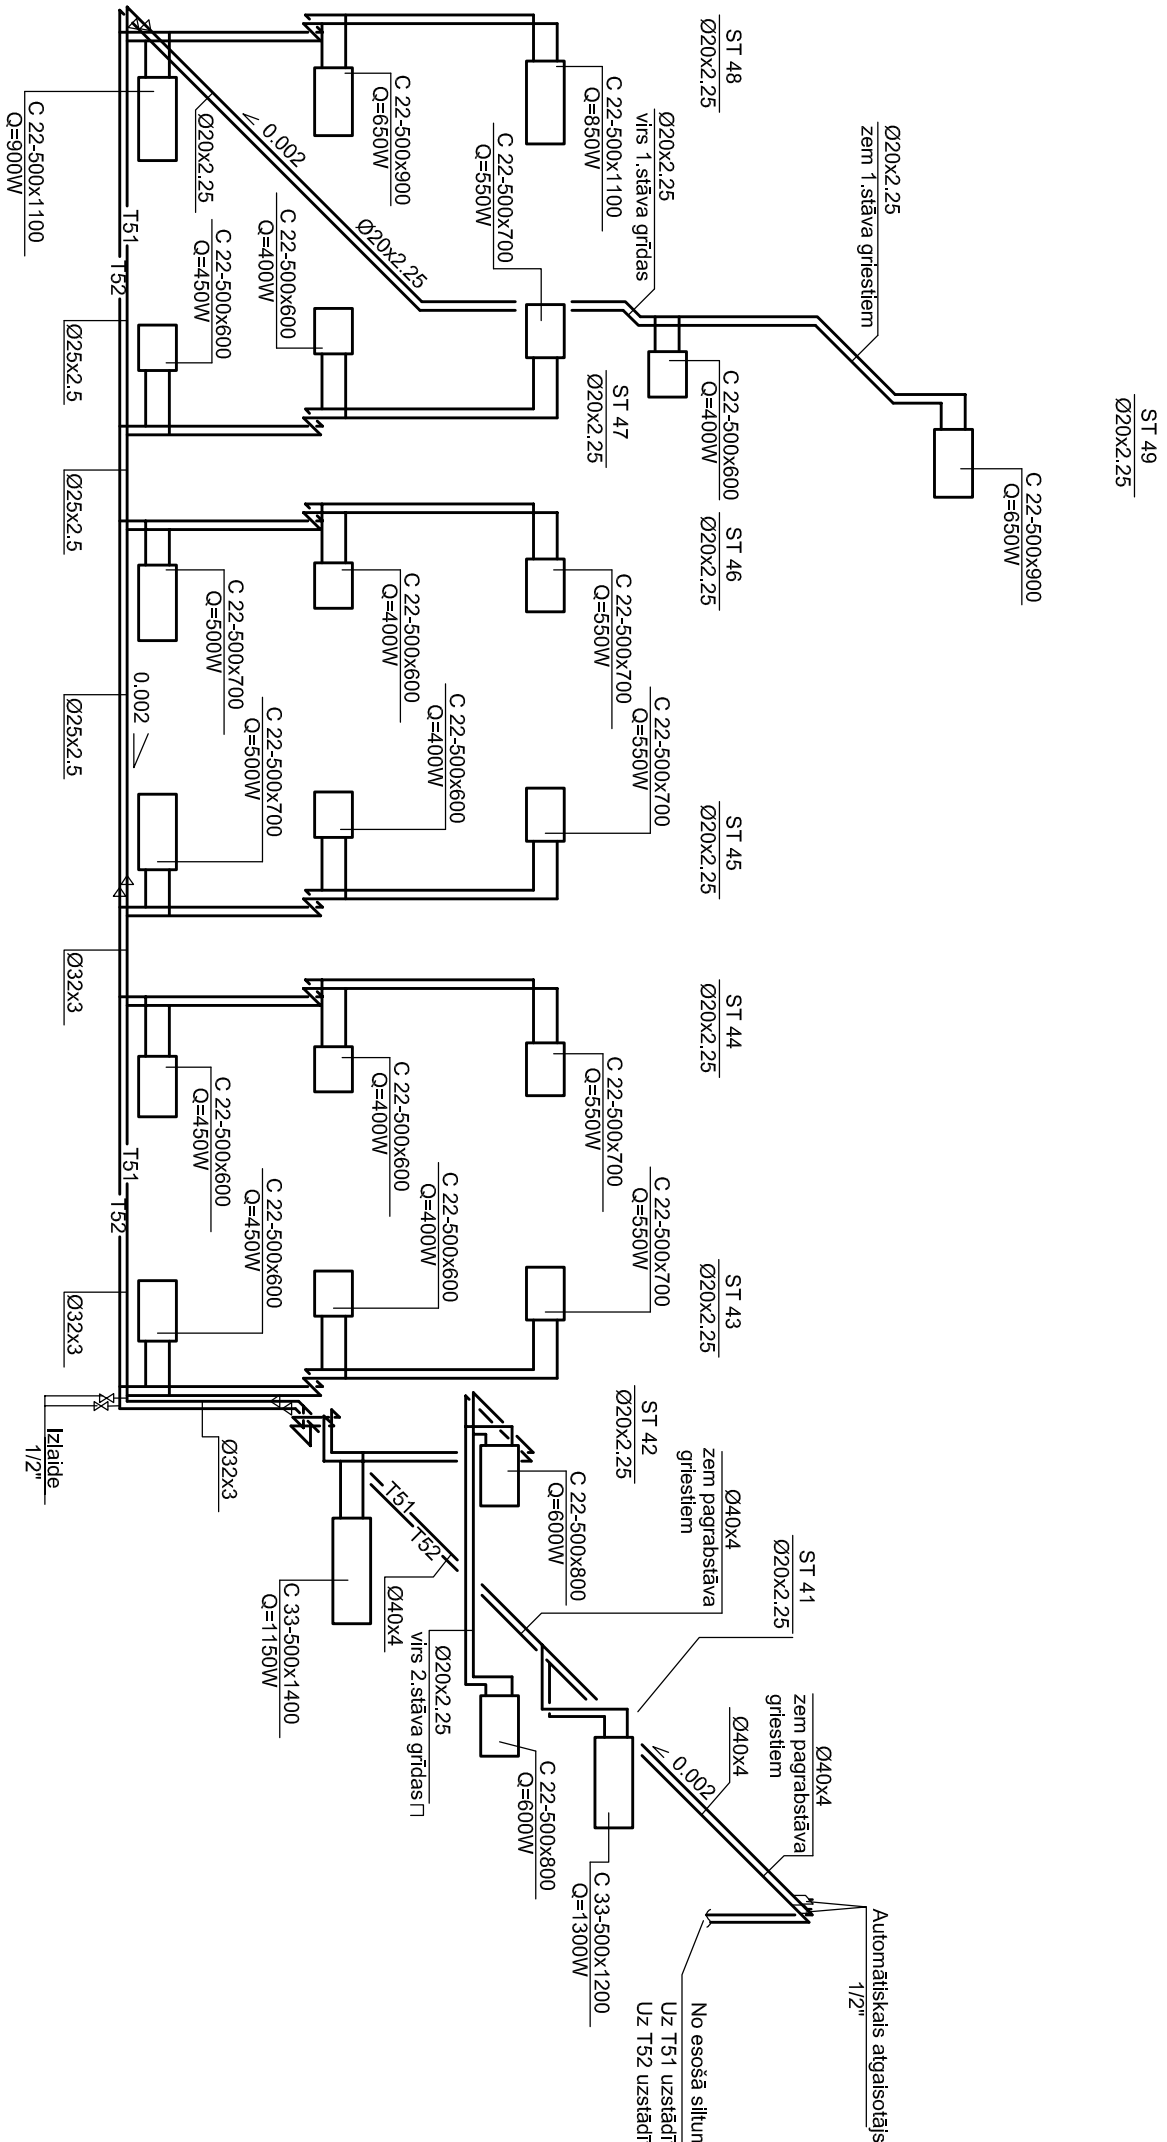 ST 49
Ø20x2.25
C 22-500x900
Q=650W
Ø20x2.25
zem 1.stāva griestiem
ST 48
Ø20x2.25
Ø20x2.25
virs 1.stāva grīdas
C 22-500x1100
Q=850W
C 22-500x700
Q=550W
C 22-500x900
Q=650W
< 0.002
Ø20x2.25
C 22-500x600
Q=400W
Ø20x2.25
C 22-500x1100
Q=900W
C 22-500x600
Q=450W
T51
T52
Ø25x2.5
C 22-500x600
Q=400W
ST 47
Ø20x2.25
Ø25x2.5
ST 46
Ø20x2.25
C 22-500x700
Q=550W
C 22-500x600
Q=400W
C 22-500x700
Q=500W
0.002
Ø25x2.5
ST 45
Ø20x2.25
C 22-500x700
Q=550W
C 22-500x600
Q=400W
C 22-500x700
Q=500W
Ø32x3
ST 44
Ø20x2.25
C 22-500x700
Q=550W
C 22-500x600
Q=400W
C 22-500x600
Q=450W
T51
T52
ST 43
Ø20x2.25
C 22-500x700
Q=550W
C 22-500x600
Q=400W
C 22-500x600
Q=450W
Ø32x3
Izlaide
1/2"
Ø32x3
ST 42
Ø20x2.25
C 22-500x800
Q=600W
Ø40x4
zem pagrabstāva
griestiem
T51
T52
Ø40x4
C 33-500x1400
Q=1150W
Ø20x2.25
virs 2.stāva grīdas
ST 41
Ø20x2.25
C 22-500x800
Q=600W
C 33-500x1200
Q=1300W
< 0.002
Ø40x4
Ø40x4
zem pagrabstāva
griestiem
Automātiskais atgaisotājs
1/2"
No esošā
Uz T51
Uz T52